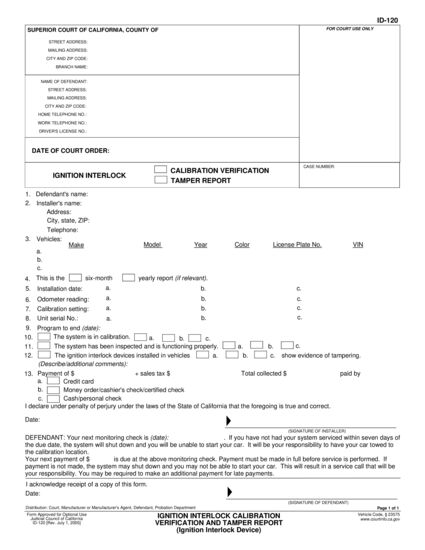 ID-120
SUPERIOR COURT OF CALIFORNIA, COUNTY OF
FOR COURT USE ONLY
STREET ADDRESS:
MAILING ADDRESS:
CITY AND ZIP CODE:
BRANCH NAME:
NAME OF DEFENDANT:
STREET ADDRESS:
MAILING ADDRESS:
CITY AND ZIP CODE:
HOME TELEPHONE NO.:
WORK TELEPHONE NO.:
DRIVER'S LICENSE NO.:
DATE OF COURT ORDER:
IGNITION INTERLOCK
CALIBRATION VERIFICATION
TAMPER REPORT
CASE NUMBER:
1. Defendant's name:
2. Installer's name:
Address:
City, state, ZIP:
Telephone:
3. Vehicles:
Make Model Year Color License Plate No. VIN
a.
b.
c.
4. This is the six-month yearly report (if relevant).
5. Installation date: a. b. c.
6. Odometer reading: a. b. c.
7. Calibration setting: a. b. c.
8. Unit serial No.: a. b. c.
9. Program to end (date):
10. The system is in calibration. a. b. c.
11. The system has been inspected and is functioning properly. a. b. c.
12. The ignition interlock devices installed in vehicles a. b. c. show evidence of tampering.
(Describe/additional comments):
13. Payment of $ + sales tax $ Total collected $ paid by
a. Credit card
b. Money order/cashier's check/certified check
c. Cash/personal check
I declare under penalty of perjury under the laws of the State of California that the foregoing is true and correct.
Date:
(SIGNATURE OF INSTALLER)
DEFENDANT: Your next monitoring check is (date): . If you have not had your system serviced within seven days of
the due date, the system will shut down and you will be unable to start your car. It will be your responsibility to have your car towed to
the calibration location.
Your next payment of $ is due at the above monitoring check. Payment must be made in full before service is performed. If
payment is not made, the system may shut down and you may not be able to start your car. This will result in a service call that will be
your responsibility. You may be required to make an additional payment for late payments.
I acknowledge receipt of a copy of this form.
Date:
(SIGNATURE OF DEFENDANT)
Distribution: Court, Manufacturer or Manufacturer's Agent, Defendant, Probation Department
Page 1 of 1
Form Approved for Optional Use
Judicial Council of California
ID-120 [Rev. July 1, 2005]
IGNITION INTERLOCK CALIBRATION
VERIFICATION AND TAMPER REPORT
(Ignition Interlock Device)
Vehicle Code, § 23575
www.courtinfo.ca.gov